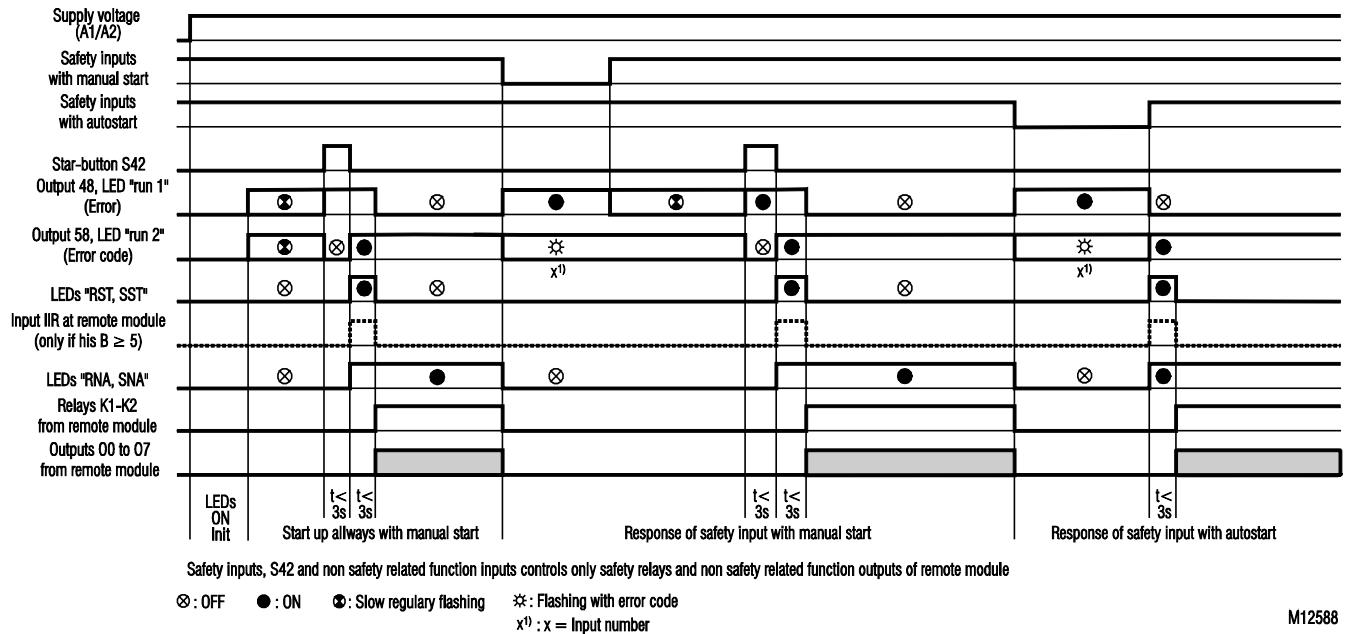 Supply voltage
(A1/A2)
Safety inputs
with manual start
Safety inputs
with autostart
Star-button S42
Output 48, LED "run 1"
(Error)
Output 58, LED "run 2"
(Error code)
x1)
x1)
LEDs "RST, SST"
Input IIR at remote module
(only if his B ≥ 5)
LEDs "RNA, SNA"
Relays K1-K2
from remote module
Outputs 00 to 07
from remote module
LEDs
ON
Init
t<
3s
t<
3s
Start up allways with manual start
t<
3s
t<
3s
Response of safety input with manual start
t<
3s
Response of safety input with autostart
Safety inputs, S42 and non safety related function inputs controls only safety relays and non safety related function outputs of remote module
: OFF : ON : Slow regulary flashing : Flashing with error code
x1) : x = Input number
M12588